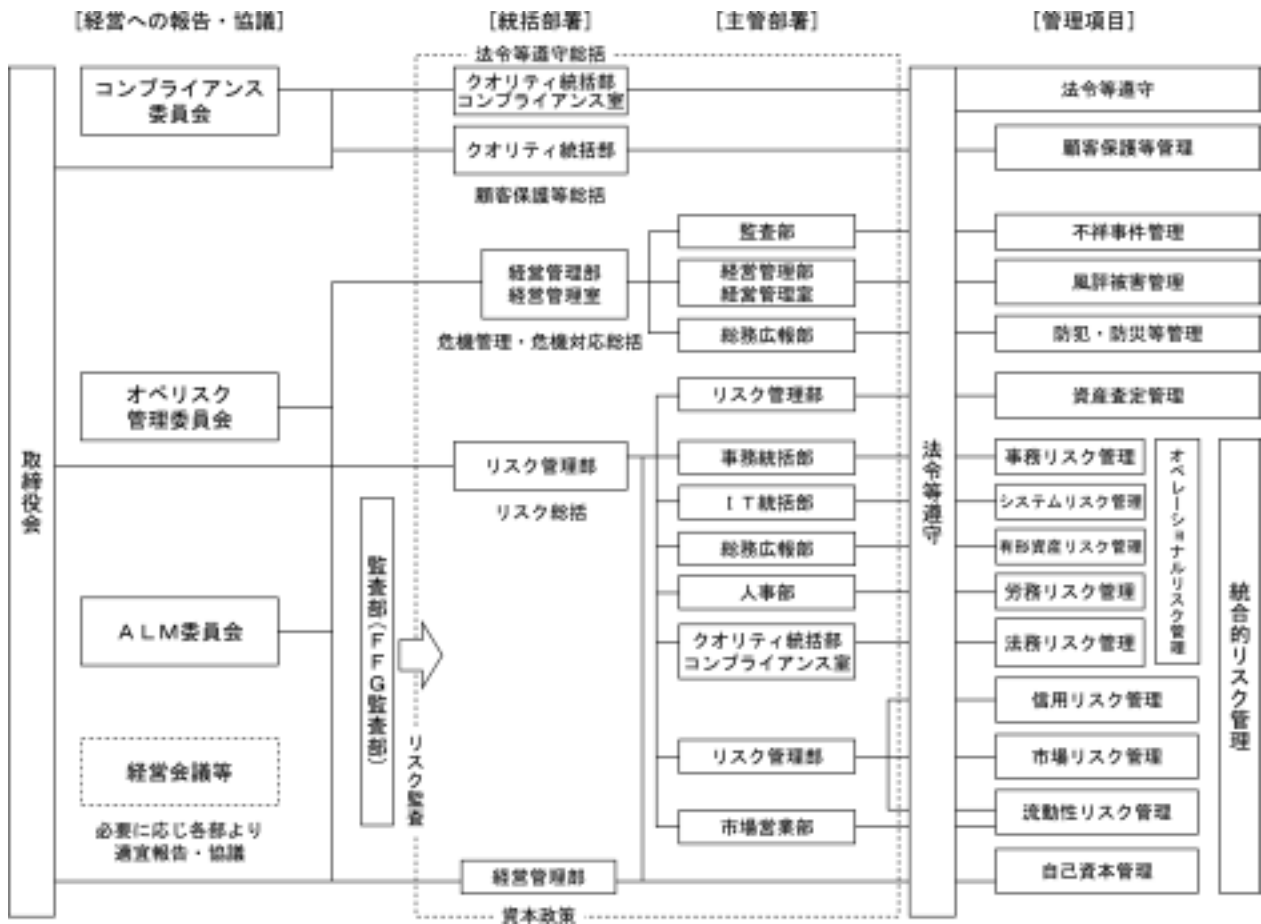 [経営への報告・協議]
[統括部署]
[主管部署]
[管理項目]
法令等遵守総括
コンプライアンス
委員会
クオリティ統括部
コンプライアンス室
法令等遵守
クオリティ統括部
顧客保護等管理
顧客保護等総括
監査部
不祥事件管理
経営管理部
経営管理室
経営管理部
経営管理室
風評被害管理
危機管理・危機対応総括
総務広報部
防犯・防災等管理
オペリスク
管理委員会
リスク管理部
資産査定管理
取締役会
リスク管理部
リスク総括
事務統括部
法令等遵守
事務リスク管理
オペレーショナルリスク管理
統合的リスク管理
IT統括部
システムリスク管理
総務広報部
有形資産リスク管理
人事部
労務リスク管理
ALM委員会
監査部(FFG監査部)
リスク監査
クオリティ統括部
コンプライアンス室
法務リスク管理
信用リスク管理
経営会議等
リスク管理部
市場リスク管理
必要に応じ各部より
適宜報告・協議
市場営業部
流動性リスク管理
経営管理部
自己資本管理
資本政策